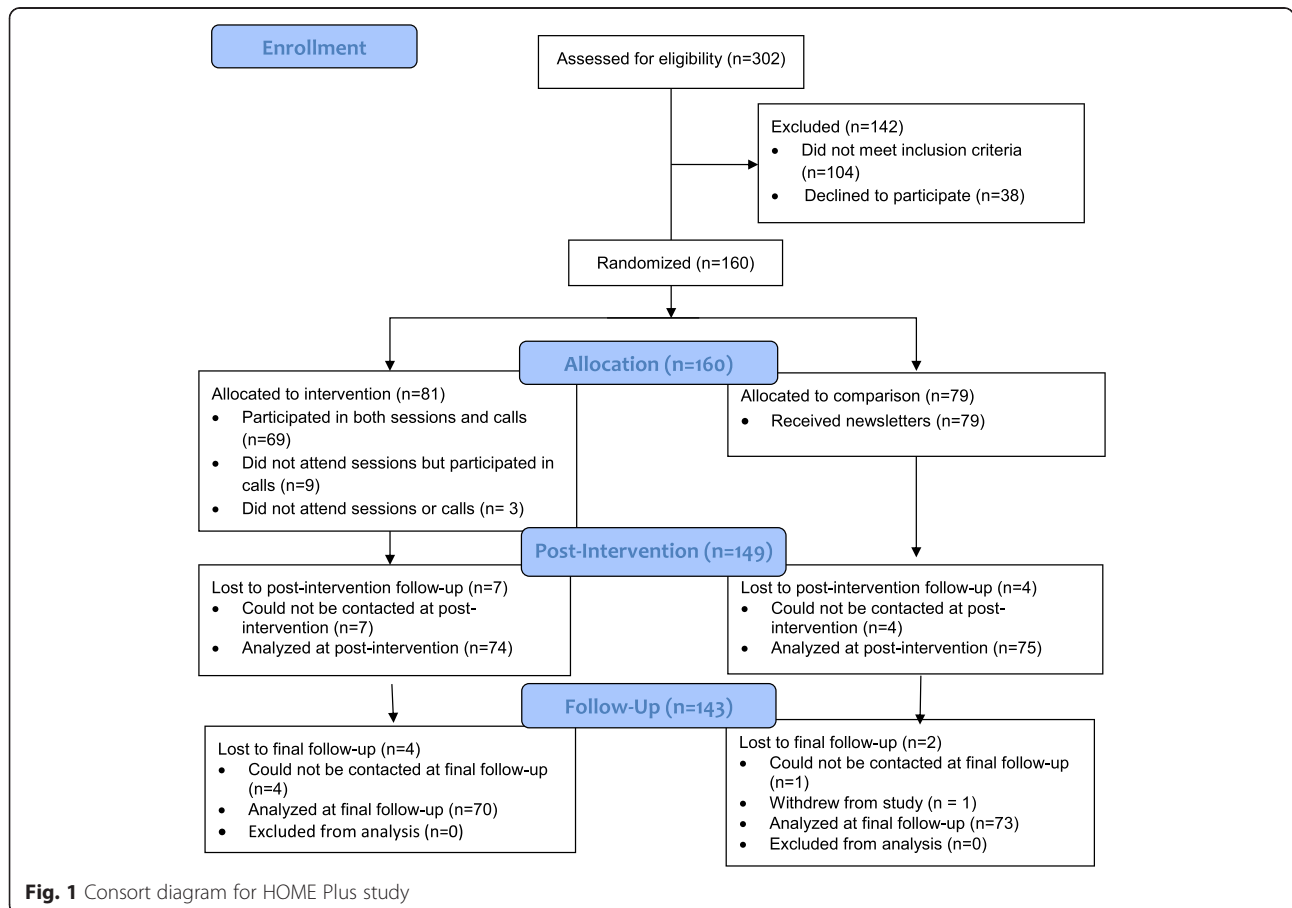 Enrollment
Assessed for eligibility (n=302)
Excluded (n=142)
• Did not meet inclusion criteria
(n=104)
• Declined to participate (n=38)
Randomized (n=160)
Allocation (n=160)
Allocated to intervention (n=81)
• Participated in both sessions and calls
(n=69)
• Did not attend sessions but participated in
calls (n=9)
• Did not attend sessions or calls (n= 3)
Allocated to comparison (n=79)
• Received newsletters (n=79)
Post-Intervention (n=149)
Lost to post-intervention follow-up (n=7)
• Could not be contacted at post-
intervention (n=7)
• Analyzed at post-intervention (n=74)
Lost to post-intervention follow-up (n=4)
• Could not be contacted at post-
intervention (n=4)
• Analyzed at post-intervention (n=75)
Follow-Up (n=143)
Lost to final follow-up (n=4)
• Could not be contacted at final follow-up
(n=4)
• Analyzed at final follow-up (n=70)
• Excluded from analysis (n=0)
Lost to final follow-up (n=2)
• Could not be contacted at final follow-up
(n=1)
• Withdrew from study (n = 1)
• Analyzed at final follow-up (n=73)
• Excluded from analysis (n=0)
Fig. 1 Consort diagram for HOME Plus study